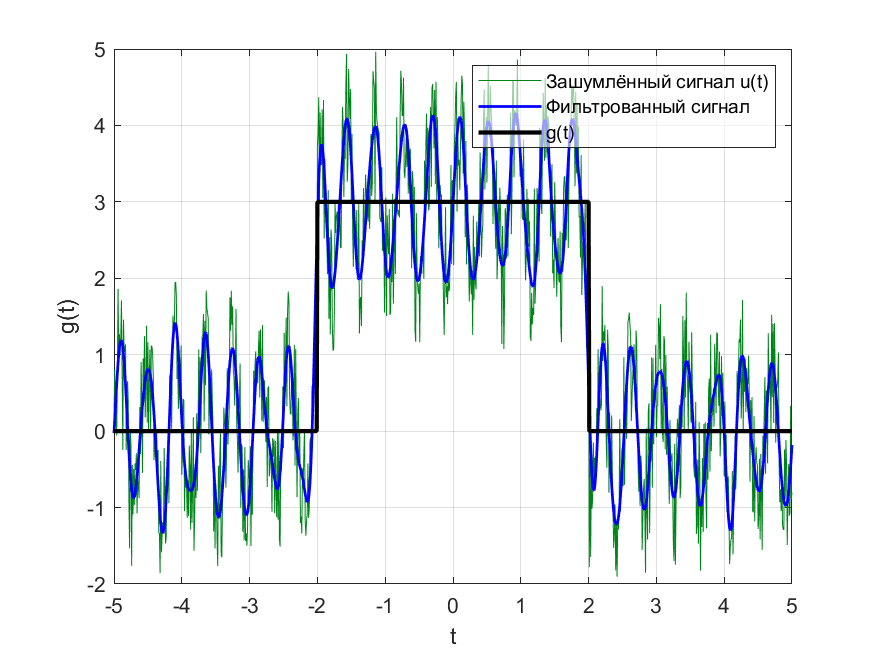 5
4
3
2
1
0
-1
-2
g(t)
Зашумлённый сигнал u(t)
Фильтрованный сигнал
g(t)
-5 -4 -3 -2 -1 0 1 2 3 4 5
t